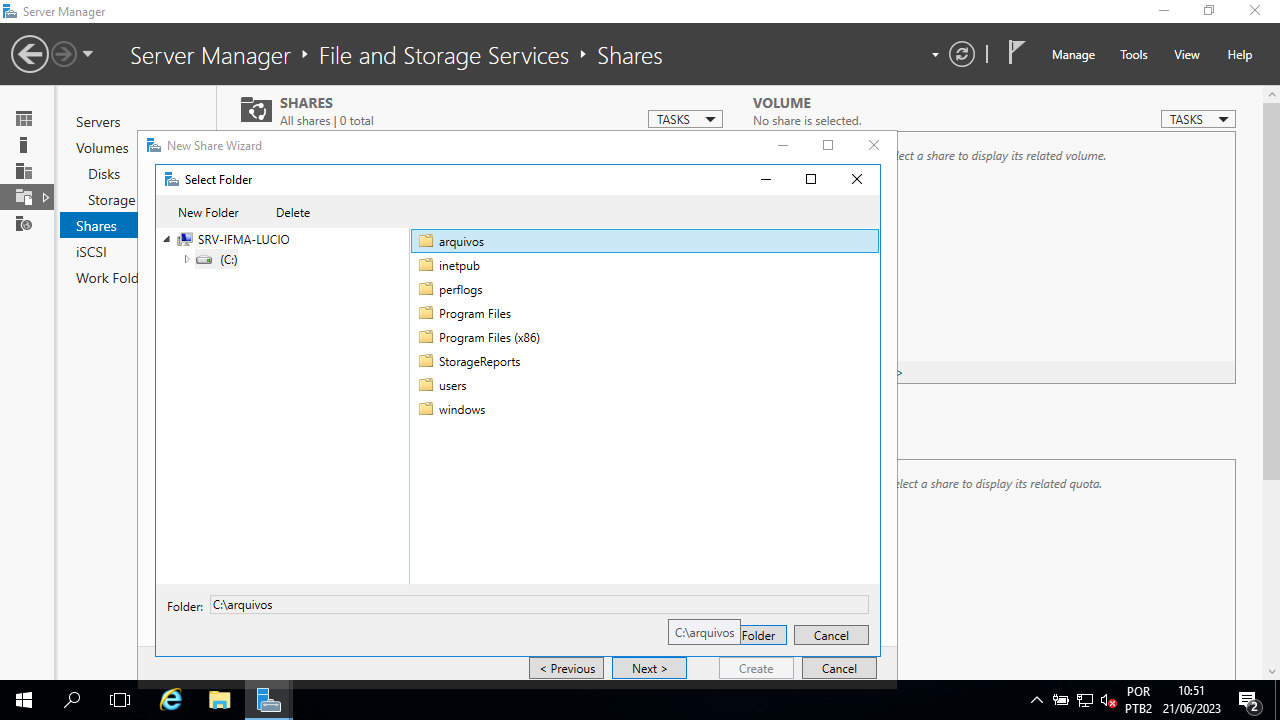 Server Manager
Server Manager ‣ File and Storage Services ‣ Shares
Manage Tools View Help
Servers
Volumes
Disks
Storage
Shares
iSCSI
Work Fold
SHARES
All shares | 0 total
TASKS
VOLUME
No share is selected.
TASKS
ect a share to display its related volume.
>
elect a share to display its related quota.
New Share Wizard
Select Folder
New Folder Delete
SRV-IFMA-LUCIO
(C:)
arquivos
inetpub
perflogs
Program Files
Program Files (x86)
StorageReports
users
windows
Folder: C:\arquivos
C:\arquivos Folder Cancel
< Previous Next > Create Cancel
POR
PTB2
10:51
21/06/2023
2